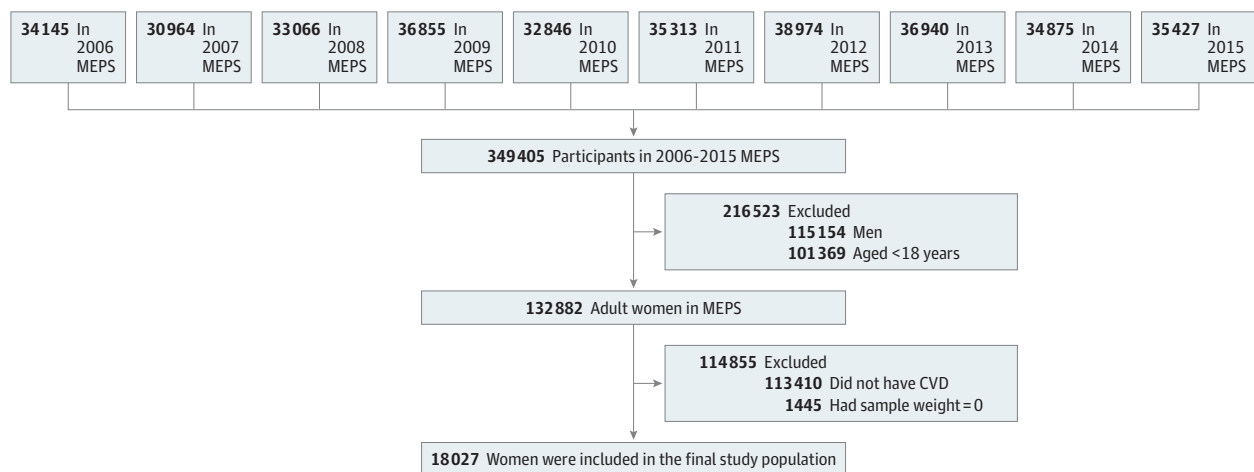 34145 In 2006 MEPS
30964 In 2007 MEPS
33066 In 2008 MEPS
36855 In 2009 MEPS
32846 In 2010 MEPS
35313 In 2011 MEPS
38974 In 2012 MEPS
36940 In 2013 MEPS
34875 In 2014 MEPS
35427 In 2015 MEPS
349405 Participants in 2006-2015 MEPS
216523 Excluded
115154 Men
101369 Aged <18 years
132882 Adult women in MEPS
114855 Excluded
113410 Did not have CVD
1445 Had sample weight = 0
18027 Women were included in the final study population